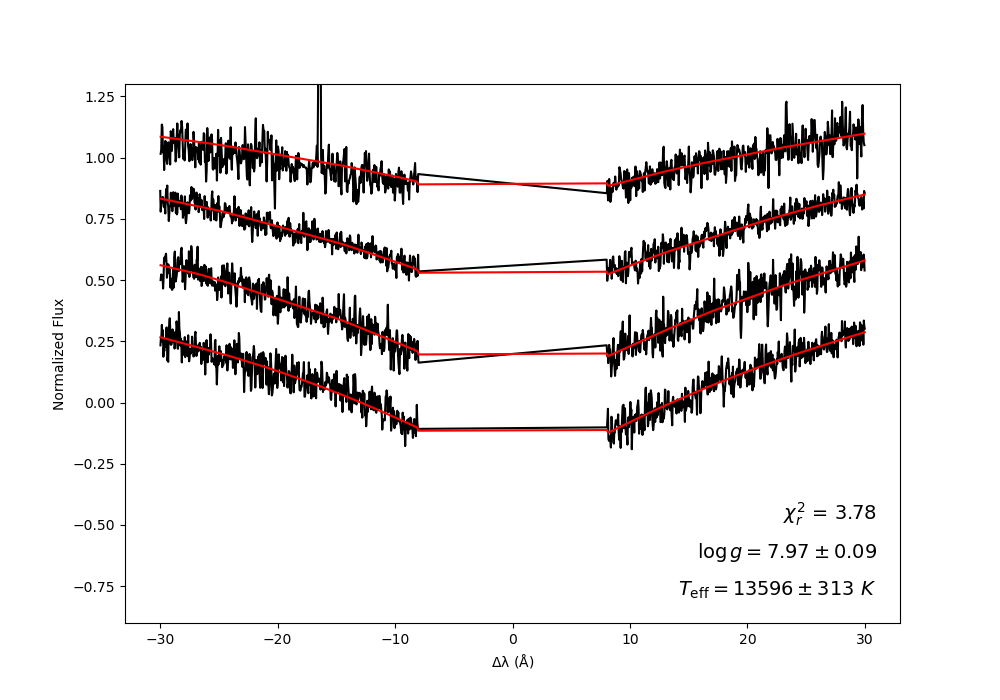 1.25
1.00
0.75
0.50
0.25
0.00
−0.25
−0.50
−0.75
Normalized Flux
χ²ᵣ = 3.78
log g = 7.97 ± 0.09
T_eff = 13596 ± 313 K
−30 −20 −10 0 10 20 30
Δλ (Å)